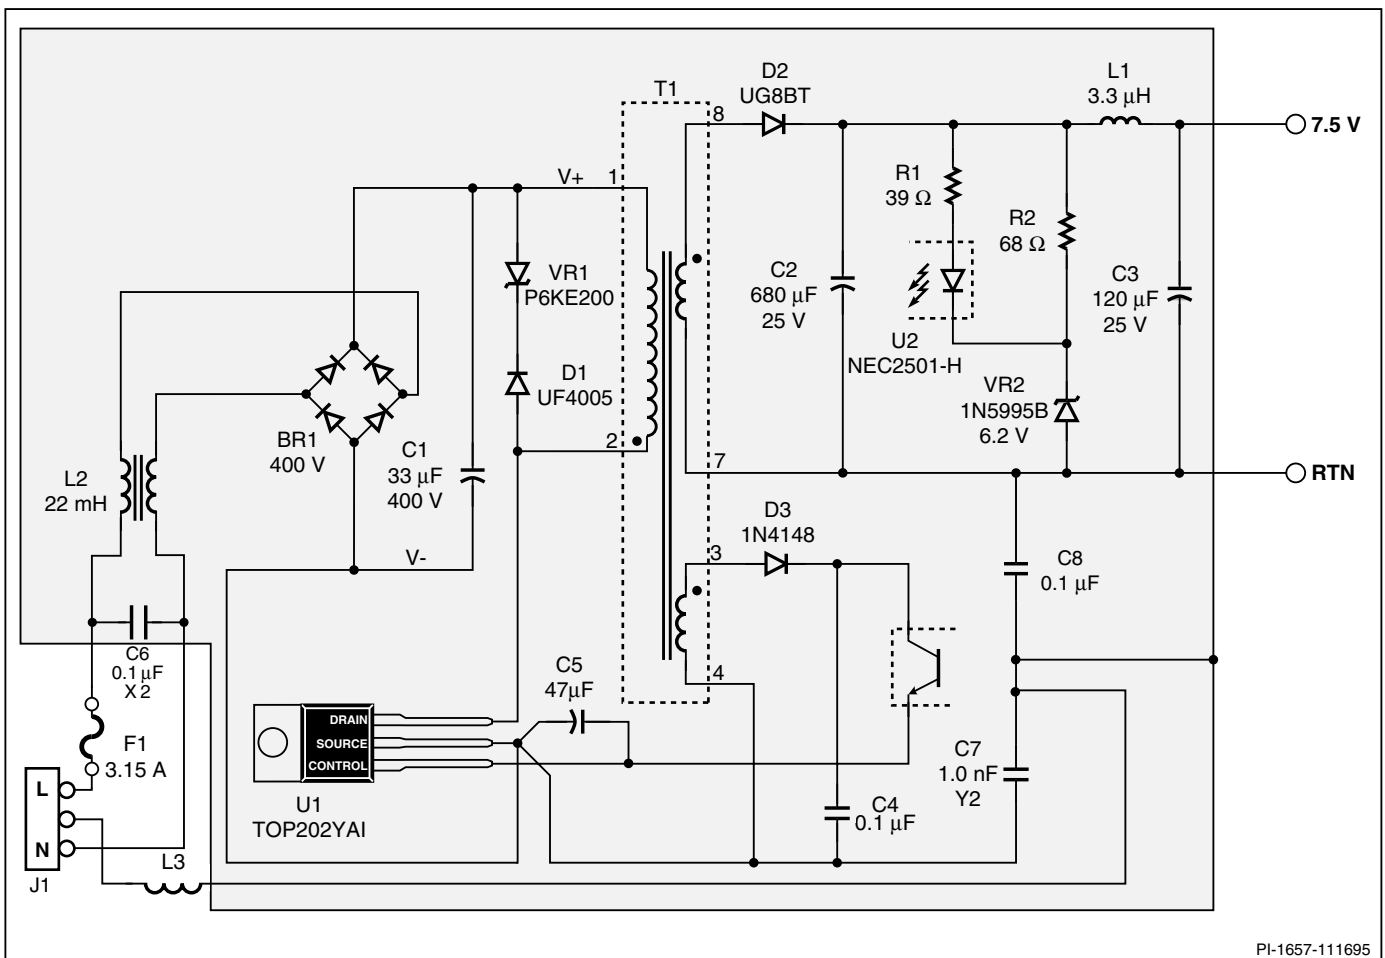 D2
UG8BT
L1
3.3 µH
T1
8
7.5 V
V+
1
R1
39 Ω
R2
68 Ω
VR1
P6KE200
C2
680 µF
25 V
C3
120 µF
25 V
U2
NEC2501-H
D1
UF4005
VR2
1N5995B
6.2 V
BR1
400 V
C1
33 µF
400 V
2
7
RTN
L2
22 mH
D3
1N4148
V-
3
C8
0.1 µF
C6
0.1 µF
X 2
C5
47µF
4
DRAIN
SOURCE
CONTROL
F1
3.15 A
C7
1.0 nF
Y2
L
N
J1
U1
TOP202YAI
C4
0.1 µF
L3
PI-1657-111695